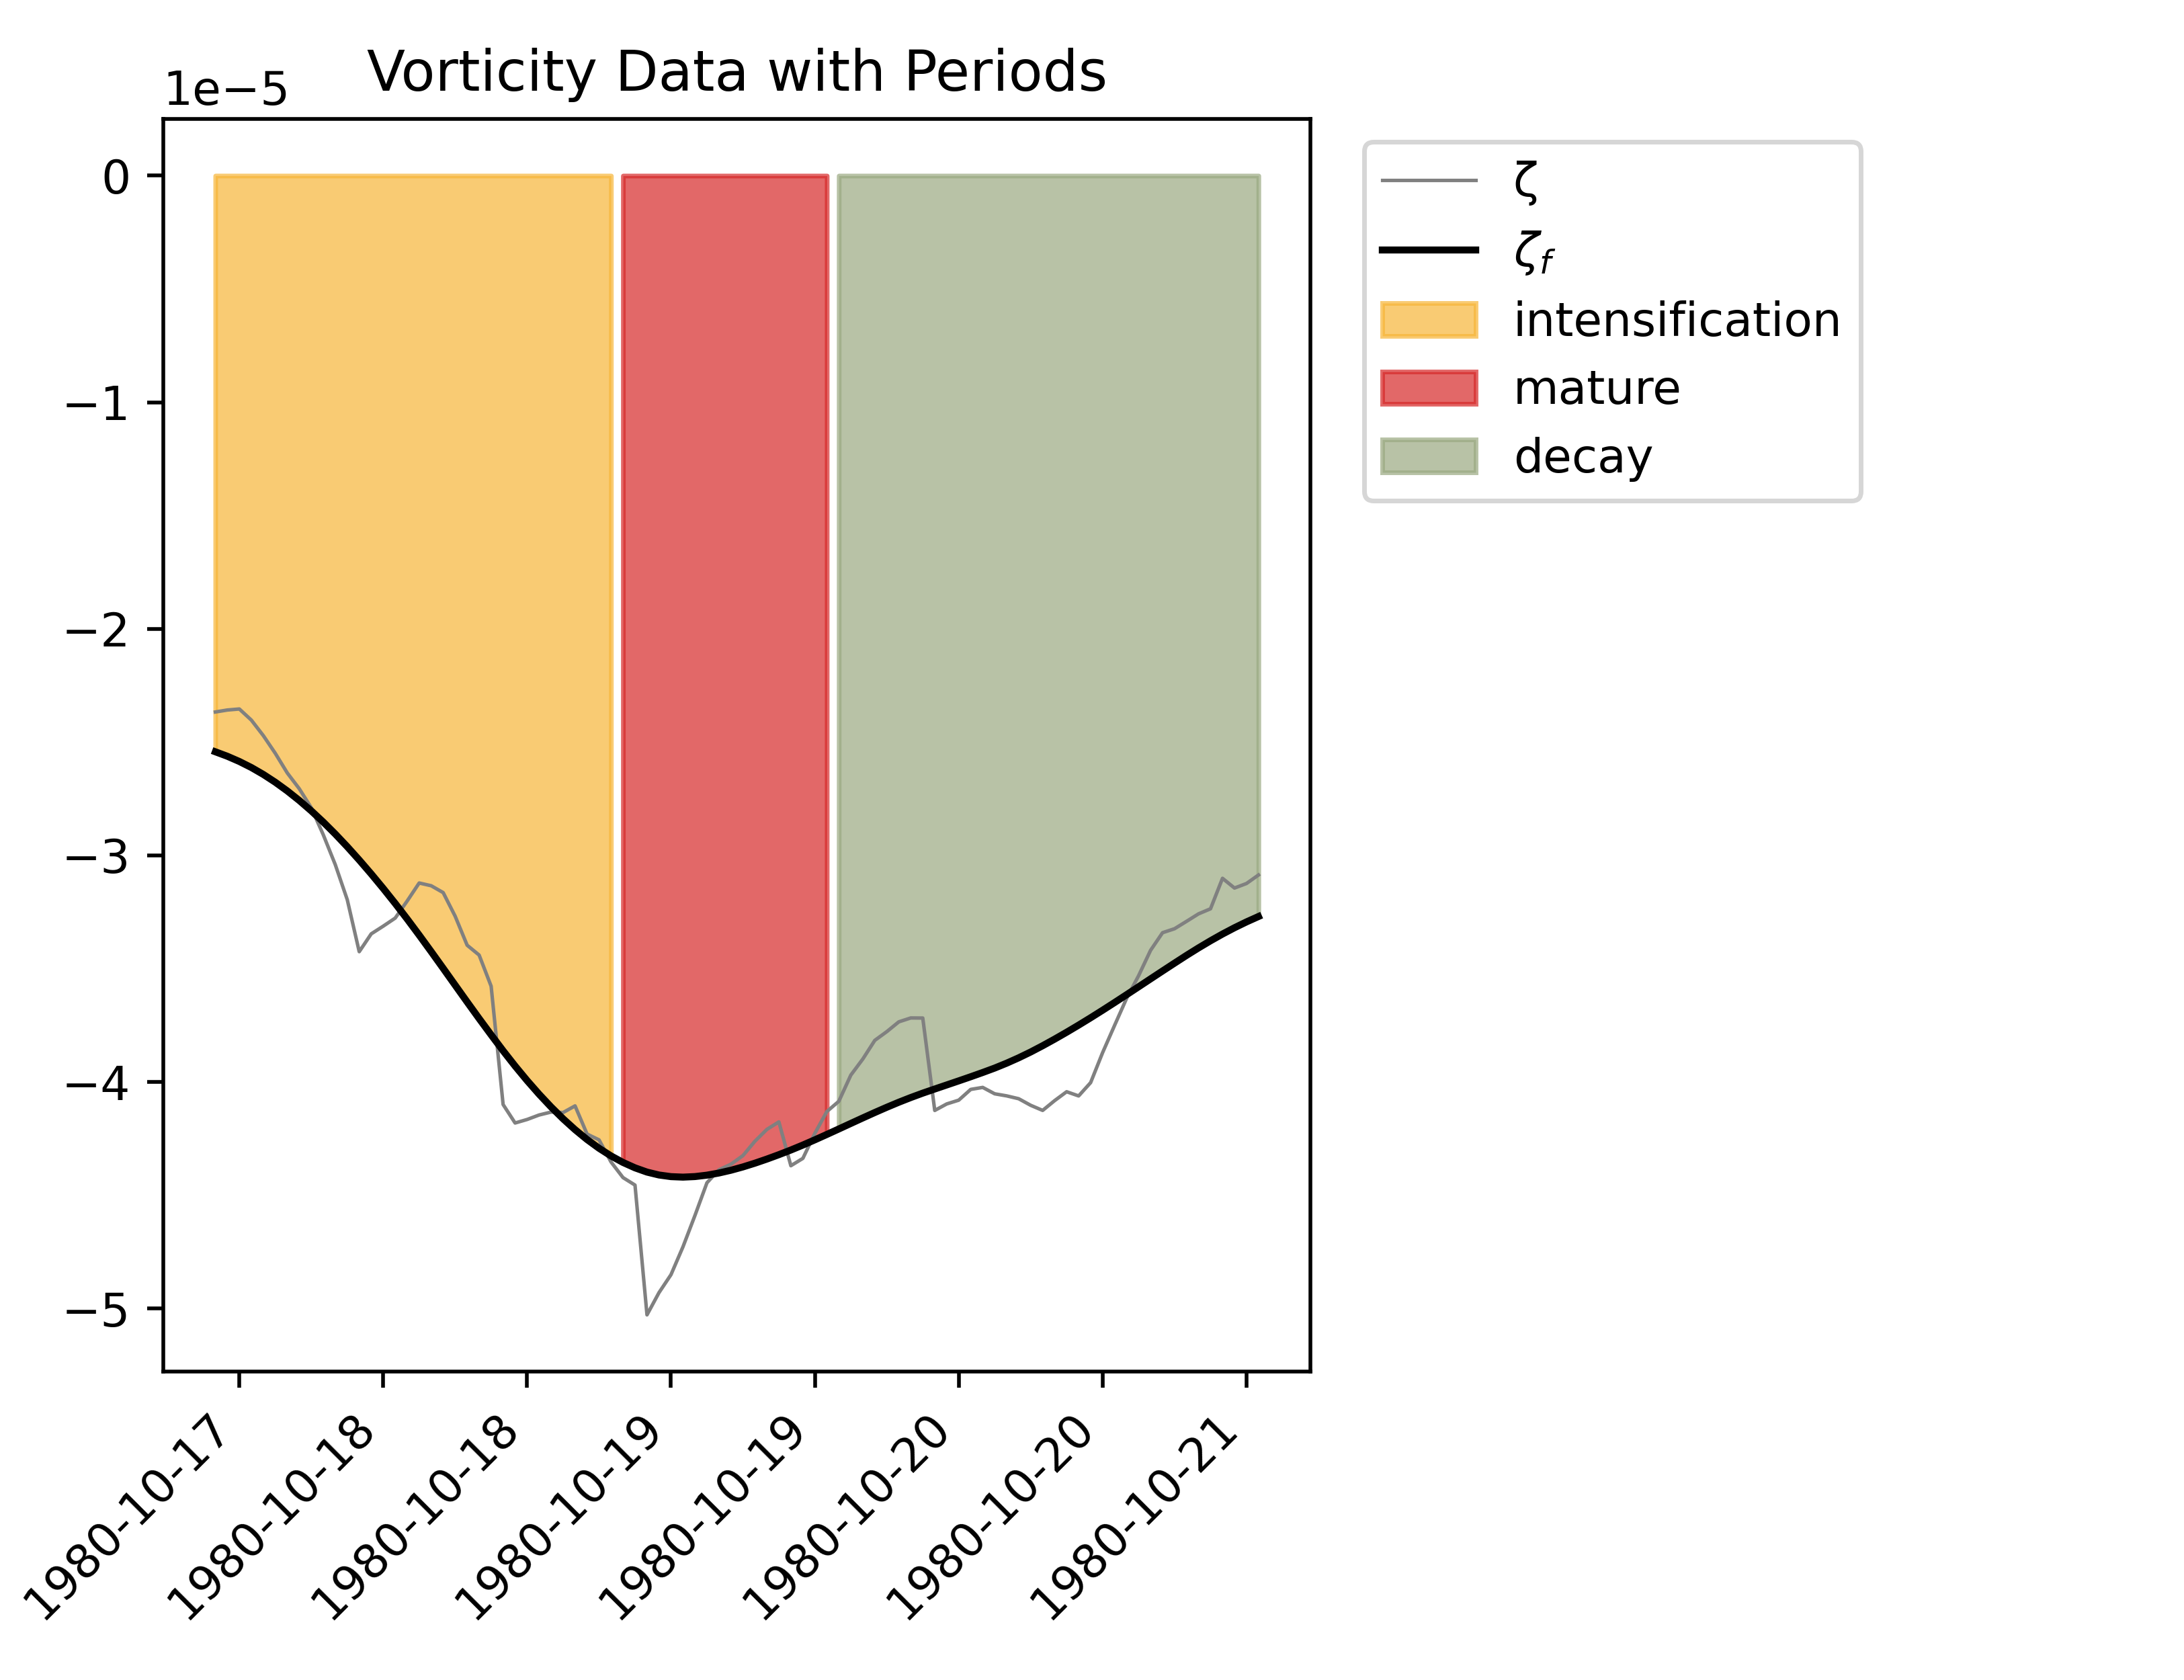 Vorticity Data with Periods
1e−5
0
−1
−2
−3
−4
−5
1980-10-17
1980-10-18
1980-10-18
1980-10-19
1980-10-19
1980-10-20
1980-10-20
1980-10-21
ζ
ζf
intensification
mature
decay